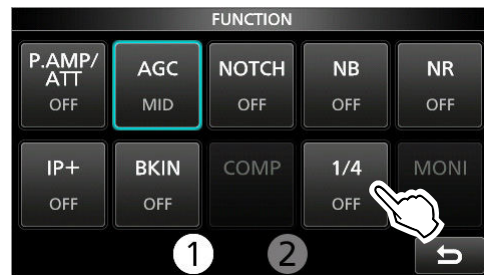 FUNCTION
P.AMP/
ATT
OFF
AGC
MID
NOTCH
OFF
NB
OFF
NR
OFF
IP+
OFF
BKIN
OFF
COMP
1/4
OFF
MONI
1
2